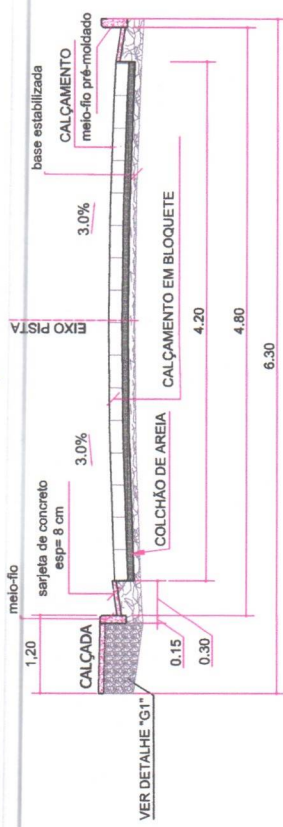 meio-fio
1,20
CALÇADA
sarjeta de concreto
esp= 8 cm
3.0%
EIXO PISTA
3.0%
base estabilizada
CALÇAMENTO
meio-fio pré-moldado
VER DETALHE "G1"
0.15
0.30
COLCHÃO DE AREIA
CALÇAMENTO EM BLOQUETE
4.20
4.80
6.30